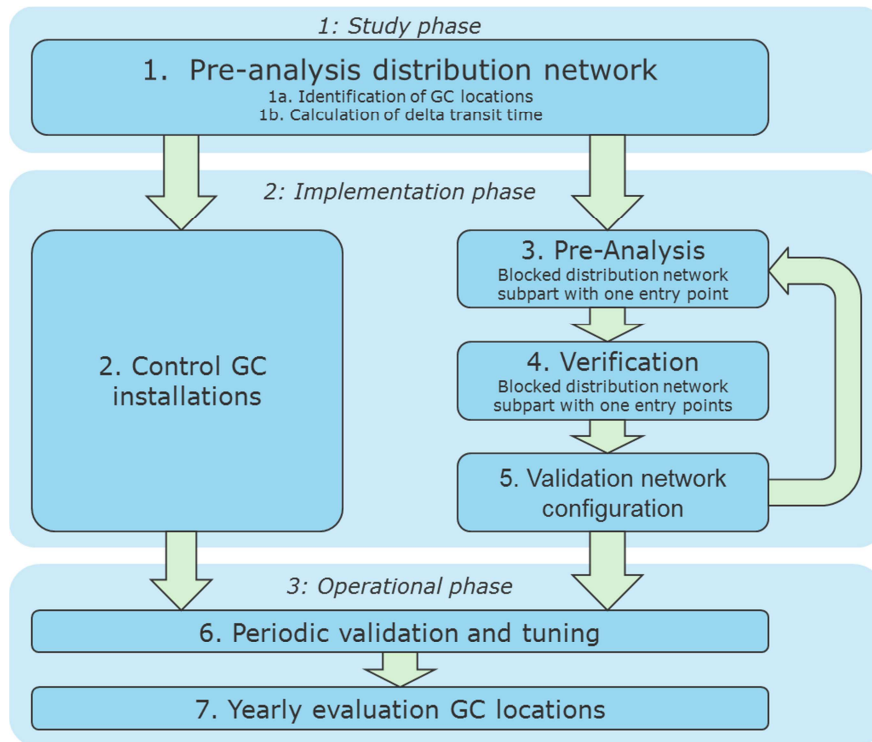 1: Study phase
1. Pre-analysis distribution network
1a. Identification of GC locations
1b. Calculation of delta transit time
2: Implementation phase
2. Control GC
installations
3. Pre-Analysis
Blocked distribution network
subpart with one entry point
4. Verification
Blocked distribution network
subpart with one entry points
5. Validation network
configuration
3: Operational phase
6. Periodic validation and tuning
7. Yearly evaluation GC locations